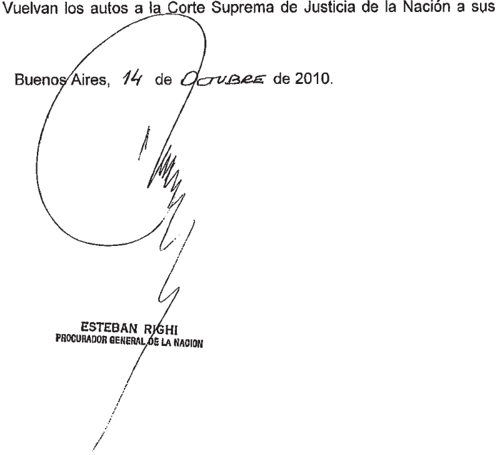 Vuelvan los autos a la Corte Suprema de Justicia de la Nación a sus
Buenos Aires, 14 de OCTUBRE de 2010.
ESTEBAN RIGHI
PROCURADOR GENERAL DE LA NACION